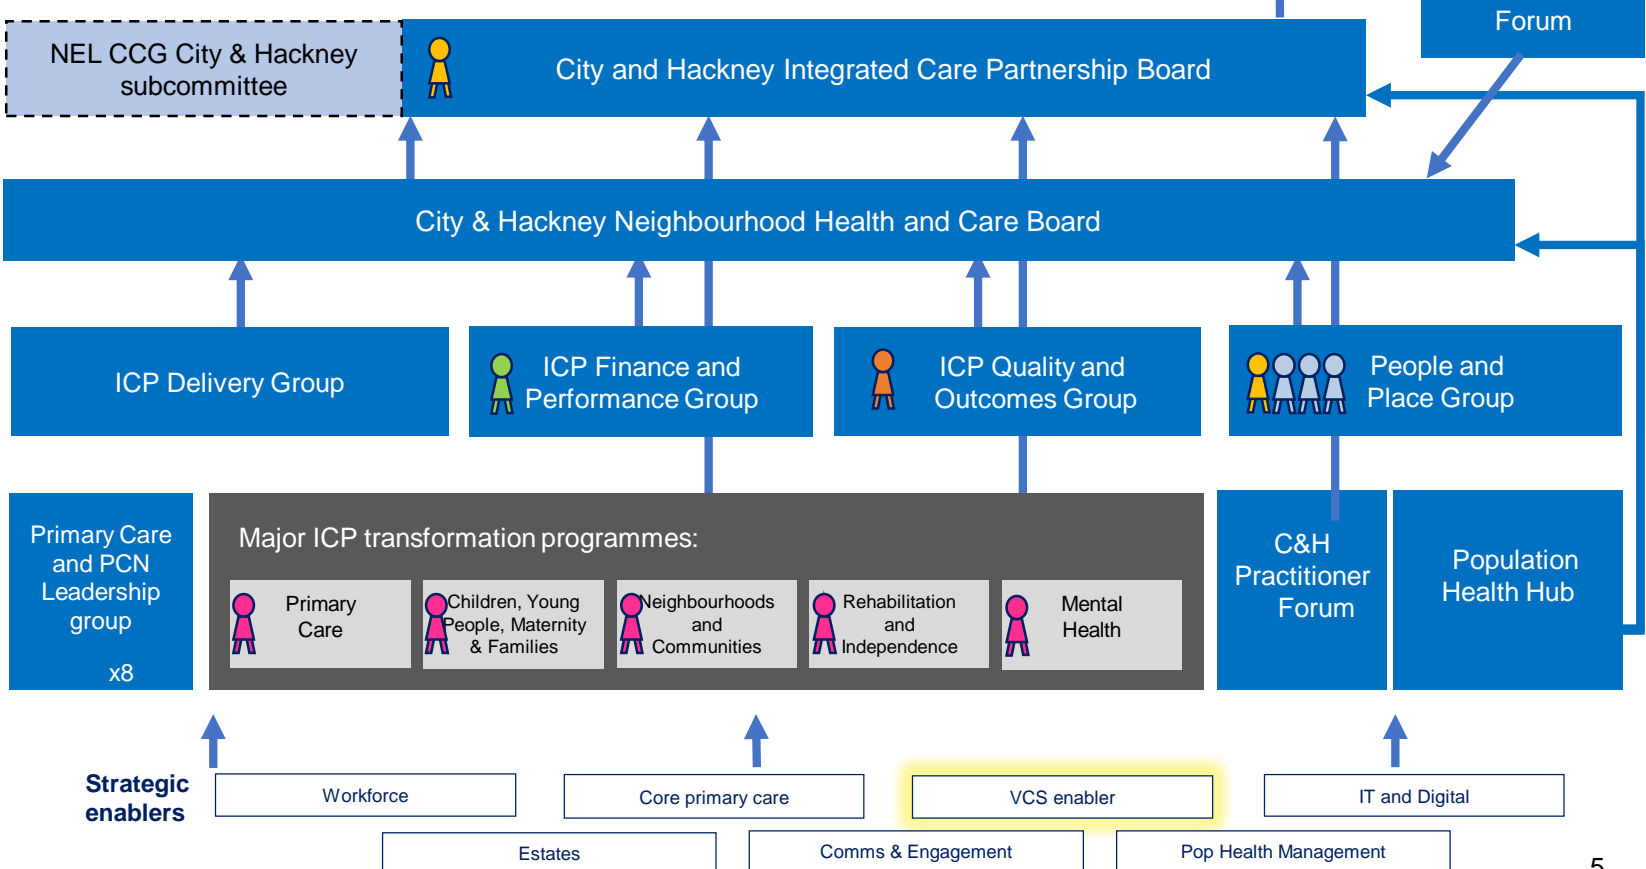 Forum
NEL CCG City & Hackney
subcommittee
City and Hackney Integrated Care Partnership Board
City & Hackney Neighbourhood Health and Care Board
ICP Delivery Group
ICP Finance and
Performance Group
ICP Quality and
Outcomes Group
People and
Place Group
Primary Care
and PCN
Leadership
group
x8
Major ICP transformation programmes:
Primary
Care
Children, Young
People, Maternity
& Families
Neighbourhoods
and
Communities
Rehabilitation
and
Independence
Mental
Health
C&H
Practitioner
Forum
Population
Health Hub
Strategic
enablers
Workforce
Core primary care
VCS enabler
IT and Digital
Estates
Comms & Engagement
Pop Health Management
5